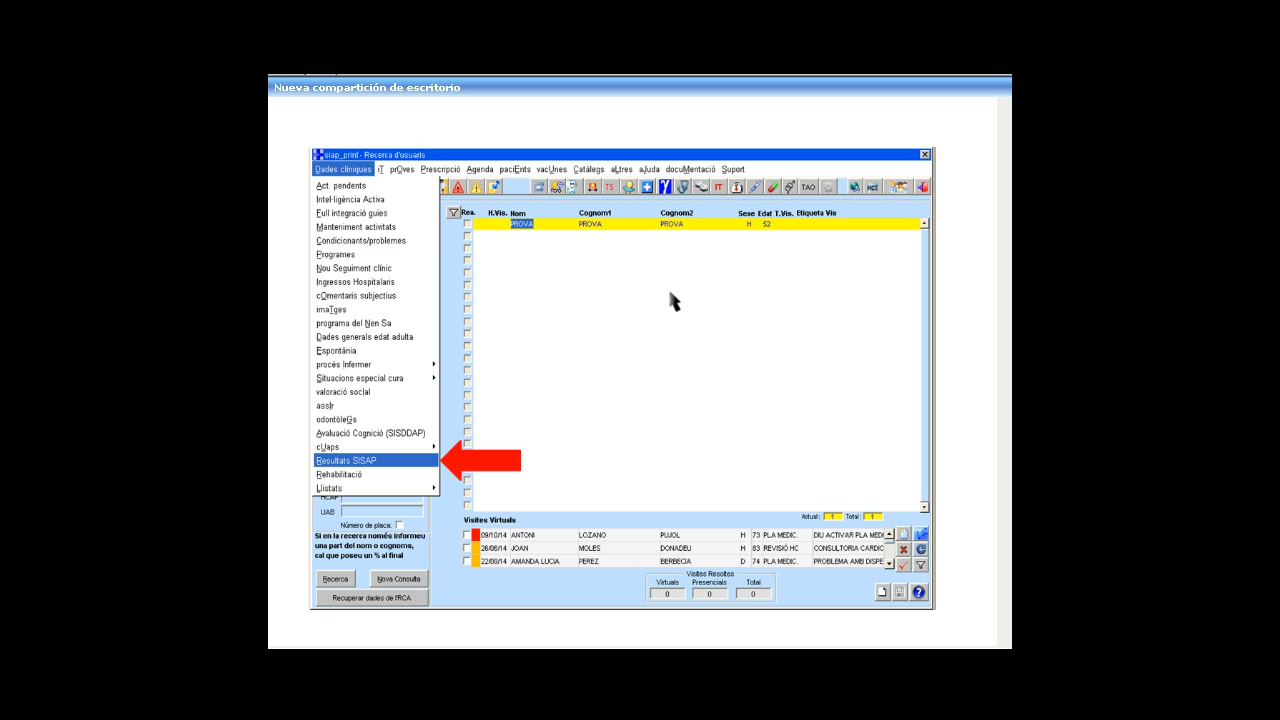 Nueva compartición de escritorio
siap_print - Recerca d'usuaris
Dades clíniques iT prOves Prescripció Agenda paciEnts vacUnes Catàlegs aLtres aJuda docuMentació Suport
Act. pendents
Intel·ligència Activa
Full integració guies
Manteniment activitats
Condicionants/problemes
Programes
Nou Seguiment clínic
Ingressos Hospitalaris
cOmentaris subjectius
imaTges
programa del Nen Sa
Dades generals edat adulta
Espontània
procés Infermer
Situacions especial cura
valoració social
assir
odontòleGs
Avaluació Cognició (SISDDAP)
cUaps
Resultats SISAP
Rehabilitació
Llistats
TS IT TAO HC3
Rea. H.Vis. Nom Cognom1 Cognom2 Sexe Edat T.Vis. Etiqueta Vis
PROVA PROVA PROVA H 52
HCAP
UAB
Número de placa:
Si en la recerca només informeu
una part del nom o cognoms,
cal que poseu un % al final
Recerca Nova Consulta
Recuperar dades de l'RCA
Actual: 1 Total: 1
Visites Virtuals
09/10/14 ANTONI LOZANO PUJOL H 73 PLA MEDIC. DIU ACTIVAR PLA MEDI
26/06/14 JOAN MOLES DONADEU H 83 REVISIÓ HC CONSULTORIA CARDIC
22/09/14 AMANDA LUCIA PEREZ BERBECIA D 74 PLA MEDIC. PROBLEMA AMB DISPE
Visites Resoltes
Virtuals Presencials Total
0 0 0